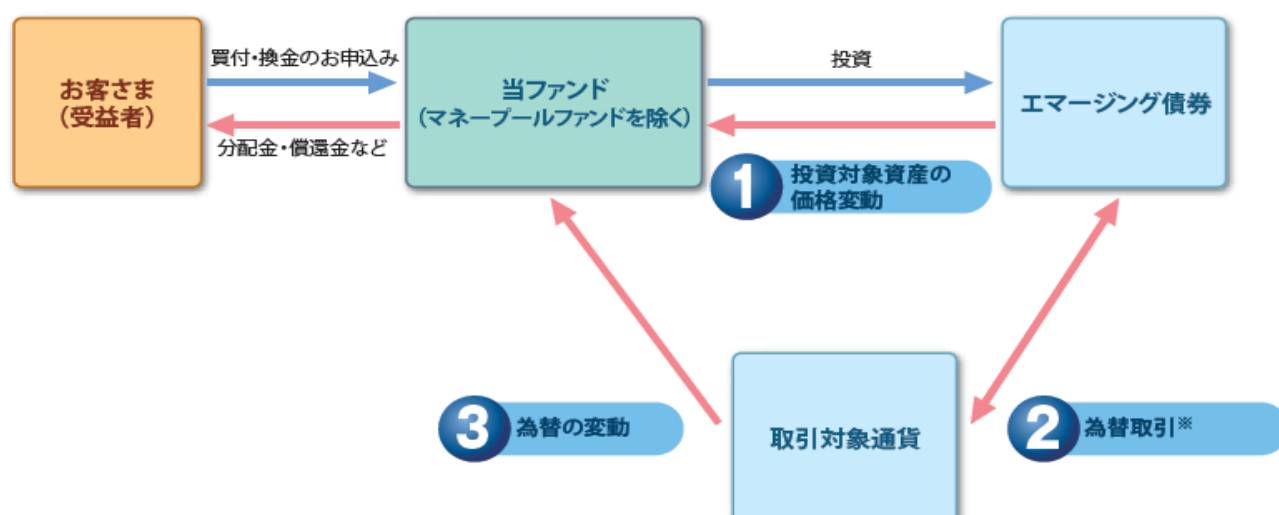 お客さま
（受益者）
買付・換金のお申込み
分配金・償還金など
当ファンド
（マネープールファンドを除く）
投資
エマージング債券
1 投資対象資産の
価格変動
3 為替の変動
取引対象通貨
2 為替取引※